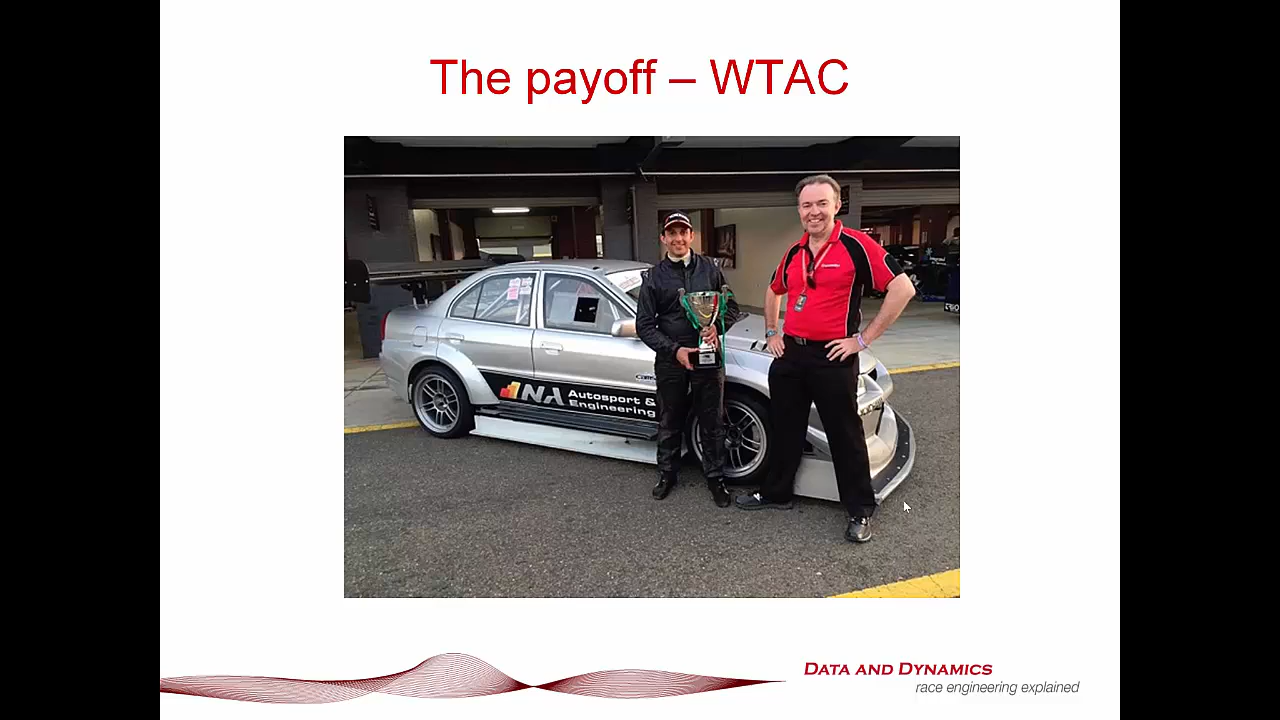 The payoff – WTAC
NA Autosport &
Engineering
DATA AND DYNAMICS
race engineering explained